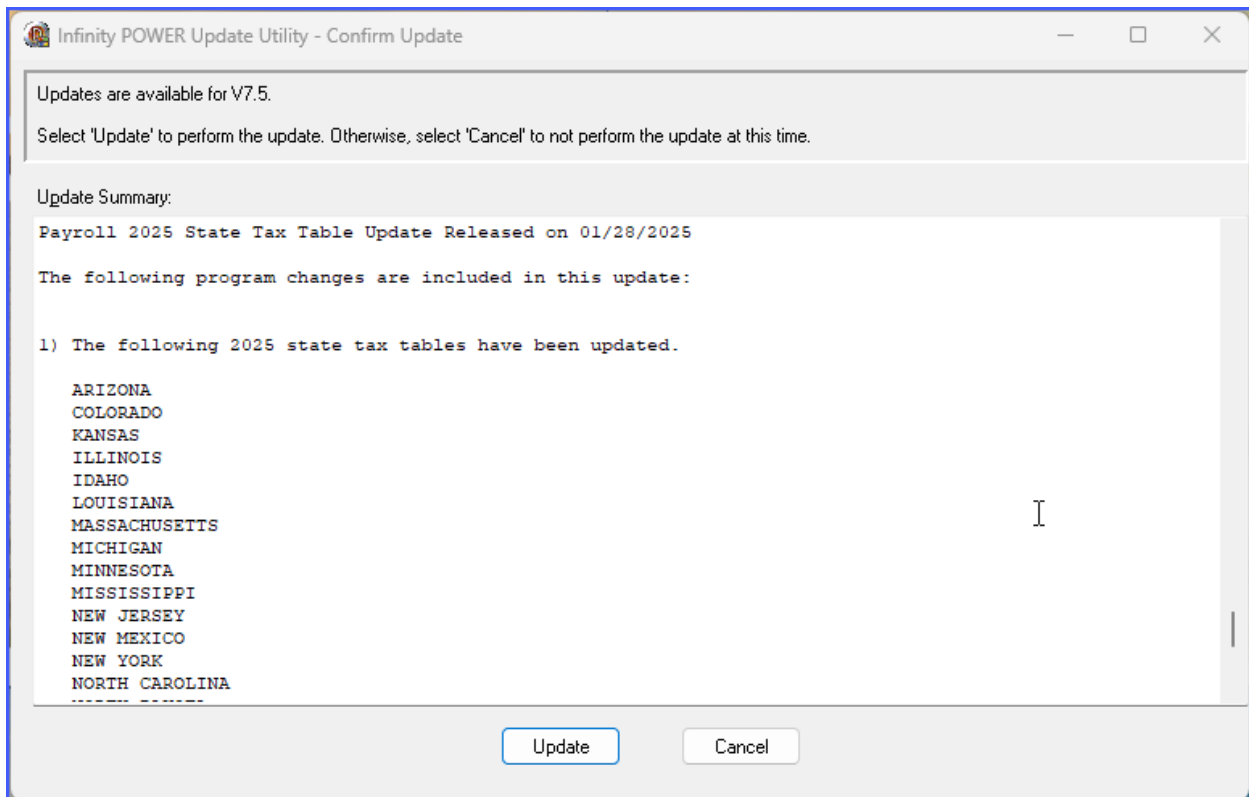 Infinity POWER Update Utility - Confirm Update
Updates are available for V7.5.
Select 'Update' to perform the update. Otherwise, select 'Cancel' to not perform the update at this time.
Update Summary:
Payroll 2025 State Tax Table Update Released on 01/28/2025
The following program changes are included in this update:
1) The following 2025 state tax tables have been updated.
ARIZONA
COLORADO
KANSAS
ILLINOIS
IDAHO
LOUISIANA
MASSACHUSETTS
MICHIGAN
MINNESOTA
MISSISSIPPI
NEW JERSEY
NEW MEXICO
NEW YORK
NORTH CAROLINA
Update
Cancel